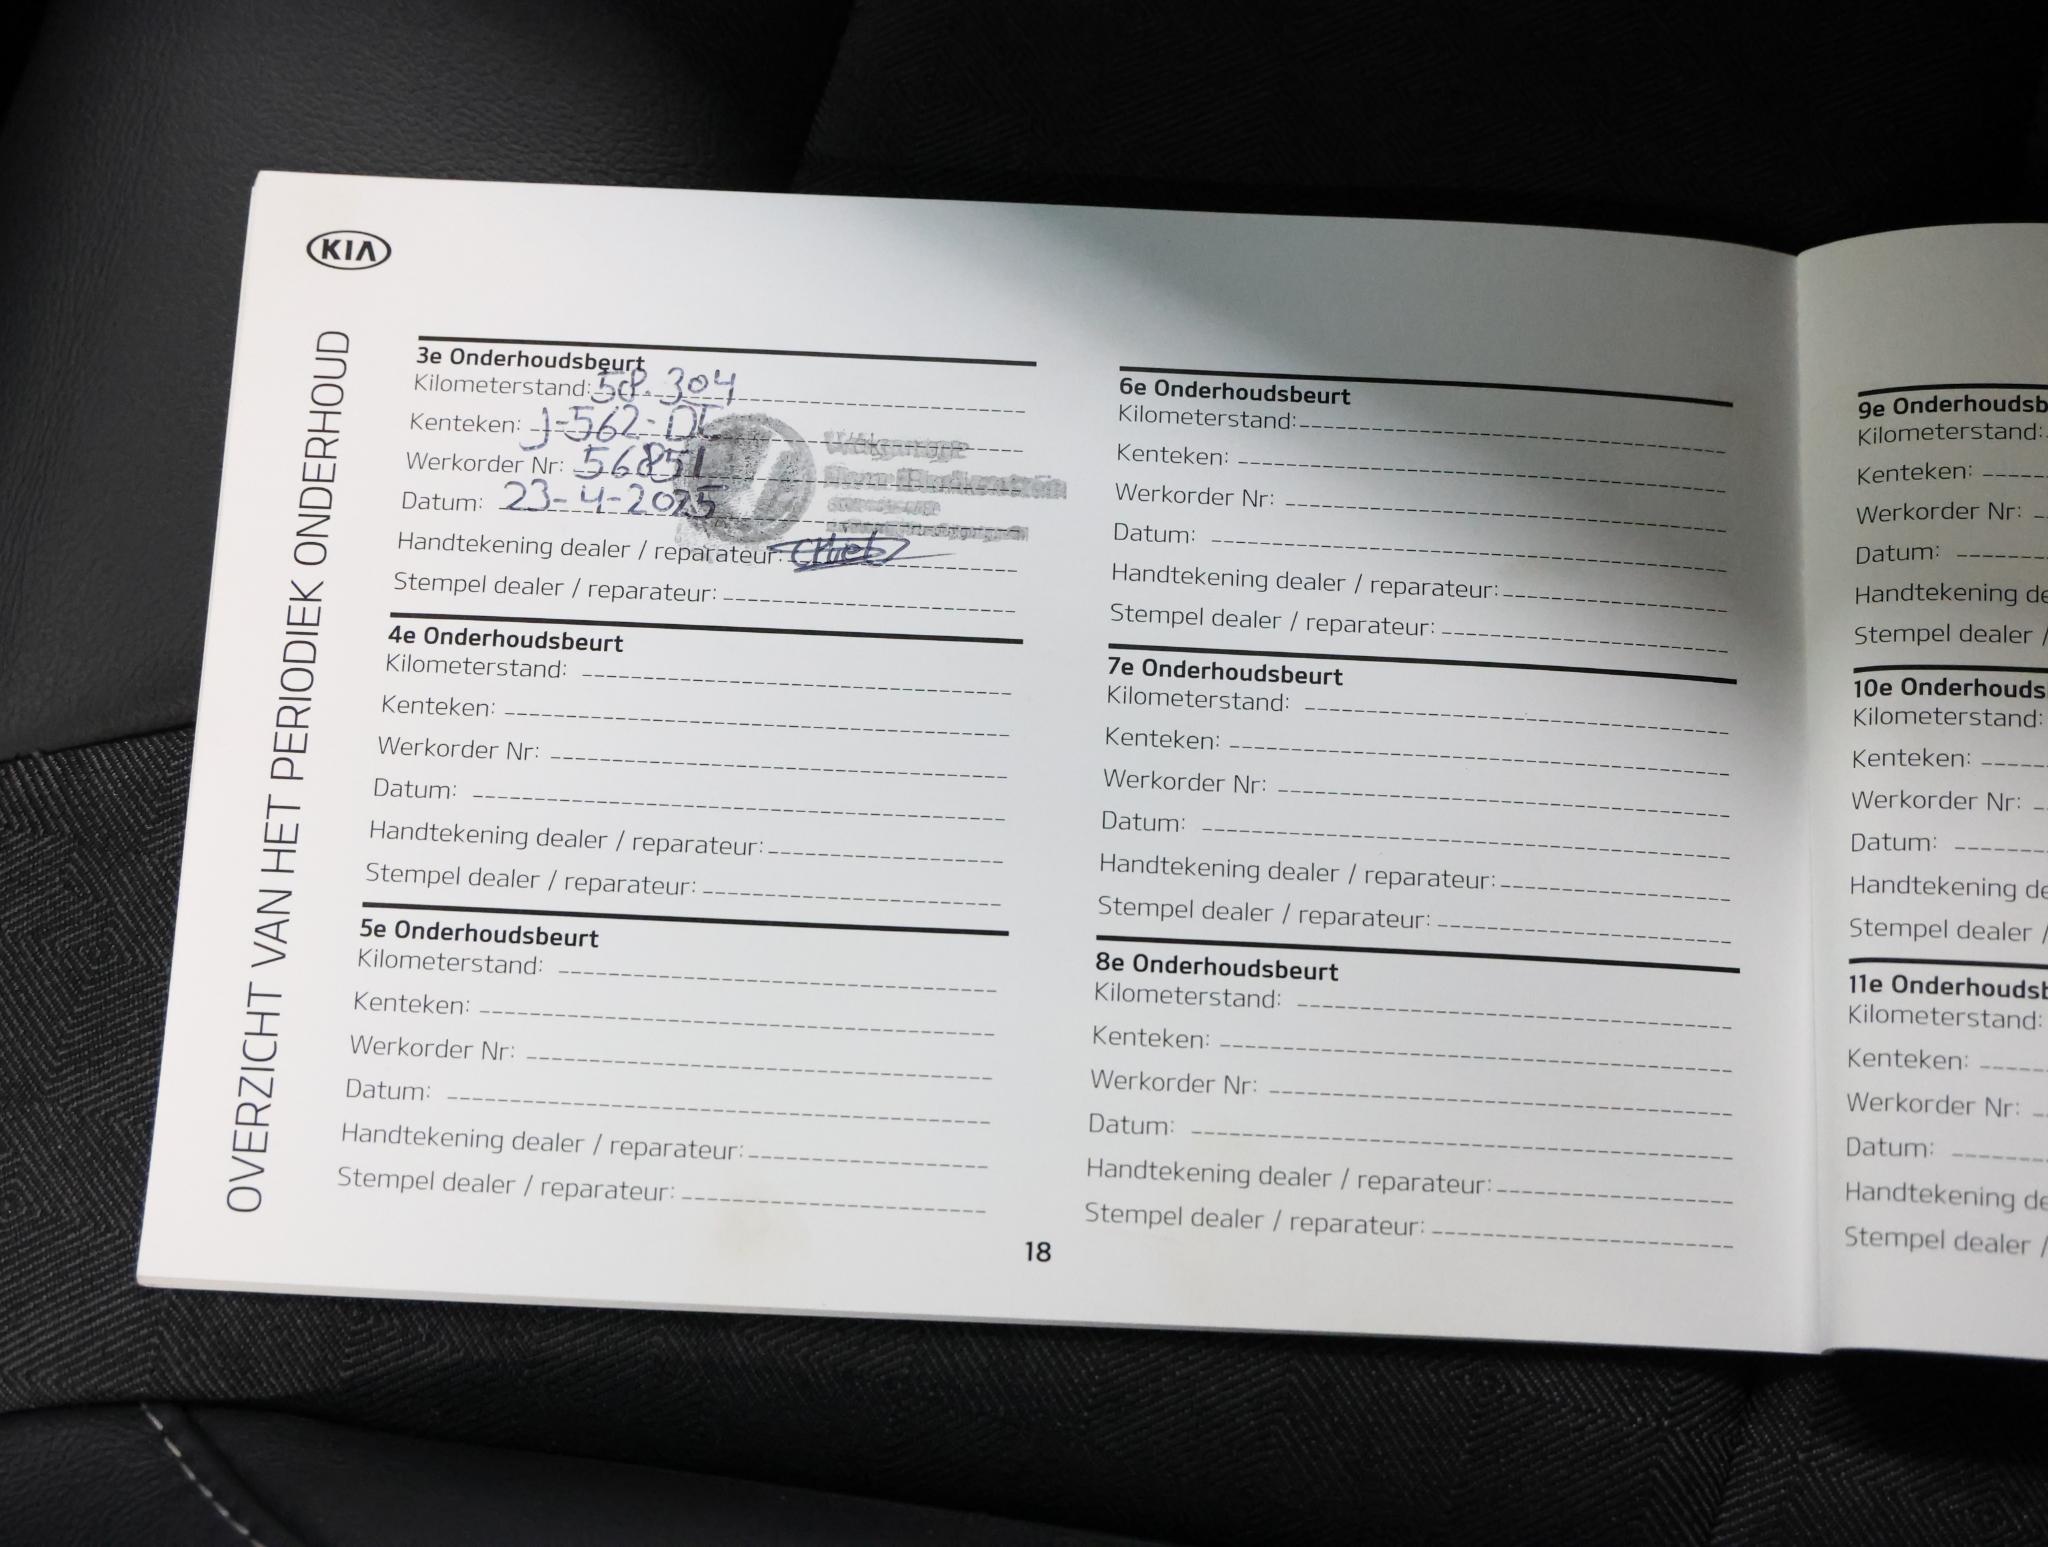 KIA
OVERZICHT VAN HET PERIODIEK ONDERHOUD
3e Onderhoudsbeurt
Kilometerstand: 58.304
Kenteken: J-562-DL
Werkorder Nr: 56851
Datum: 23-4-2025
Handtekening dealer / reparateur:
Stempel dealer / reparateur:
4e Onderhoudsbeurt
Kilometerstand:
Kenteken:
Werkorder Nr:
Datum:
Handtekening dealer / reparateur:
Stempel dealer / reparateur:
5e Onderhoudsbeurt
Kilometerstand:
Kenteken:
Werkorder Nr:
Datum:
Handtekening dealer / reparateur:
Stempel dealer / reparateur:
6e Onderhoudsbeurt
Kilometerstand:
Kenteken:
Werkorder Nr:
Datum:
Handtekening dealer / reparateur:
Stempel dealer / reparateur:
7e Onderhoudsbeurt
Kilometerstand:
Kenteken:
Werkorder Nr:
Datum:
Handtekening dealer / reparateur:
Stempel dealer / reparateur:
8e Onderhoudsbeurt
Kilometerstand:
Kenteken:
Werkorder Nr:
Datum:
Handtekening dealer / reparateur:
Stempel dealer / reparateur:
18
9e Onderhoudsb
Kilometerstand:
Kenteken:
Werkorder Nr:
Datum:
Handtekening de
Stempel dealer /
10e Onderhouds
Kilometerstand:
Kenteken:
Werkorder Nr:
Datum:
Handtekening de
Stempel dealer /
11e Onderhoudsb
Kilometerstand:
Kenteken:
Werkorder Nr:
Datum:
Handtekening de
Stempel dealer /